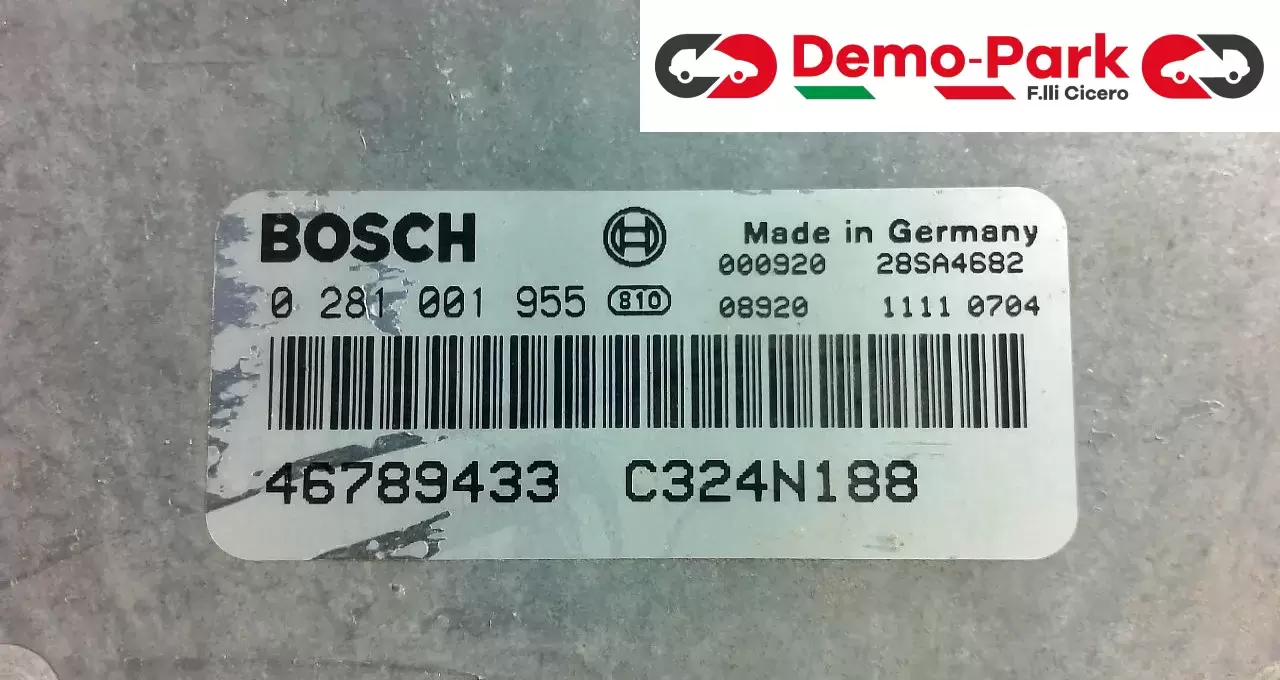 Demo-Park
F.lli Cicero
BOSCH Made in Germany
000920 28SA4682
0 281 001 955 810 08920 1111 0704
46789433 C324N188